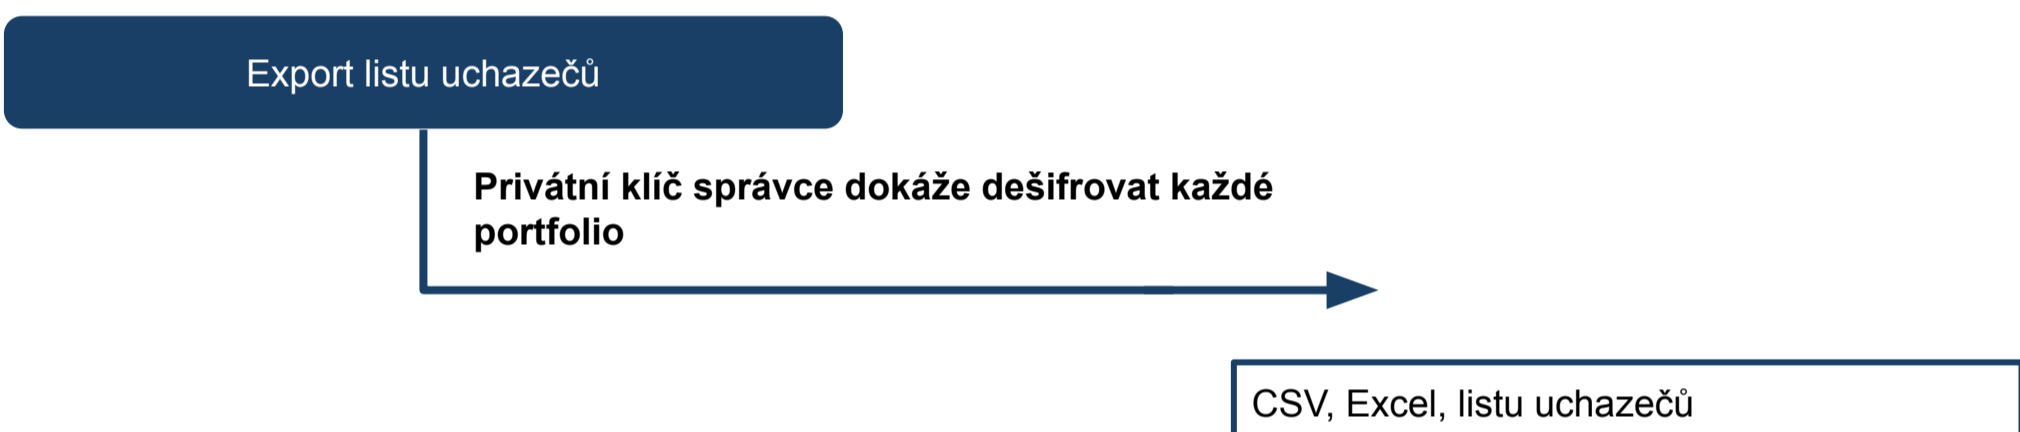 Export listu uchazečů
Privátní klíč správce dokáže dešifrovat každé
portfolio
CSV, Excel, listu uchazečů